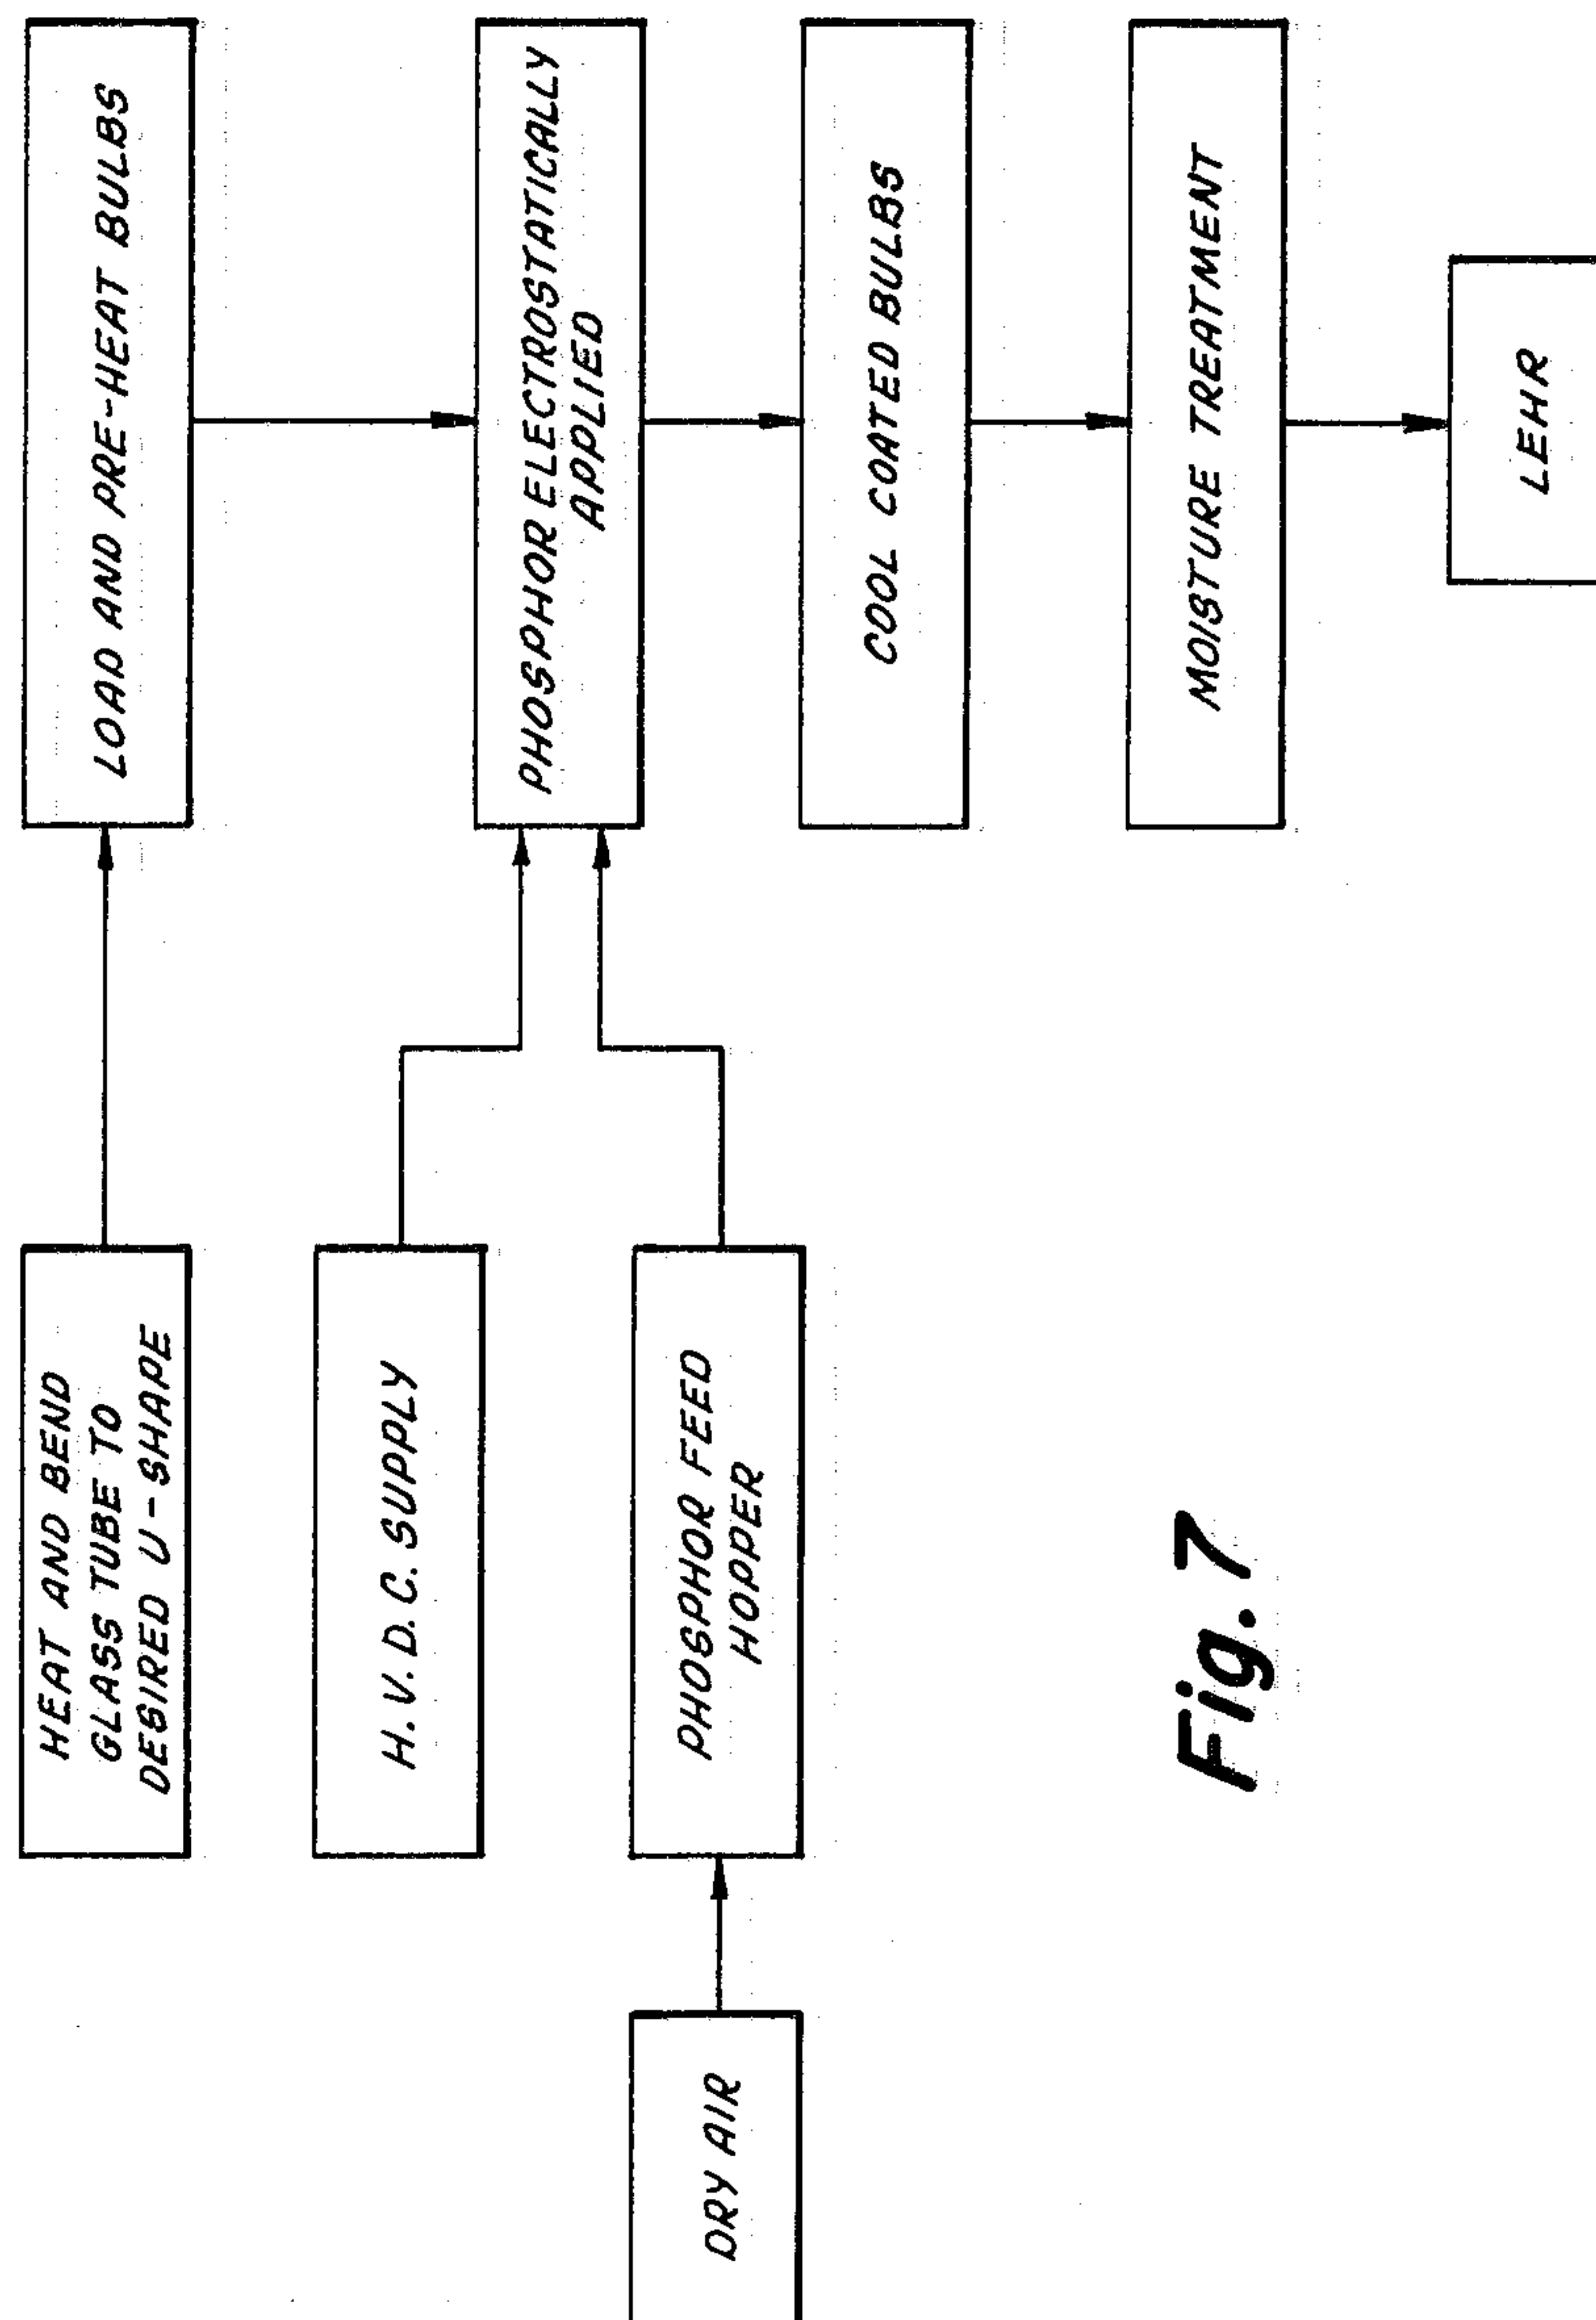 HEAT AND BEND
GLASS TUBE TO
DESIRED U-SHAPE
LOAD AND PRE-HEAT BULBS
H.V.D.C. SUPPLY
PHOSPHOR ELECTROSTATICALLY
APPLIED
DRY AIR
PHOSPHOR FEED
HOPPER
COOL COATED BULBS
MOISTURE TREATMENT
LEHR
Fig. 7